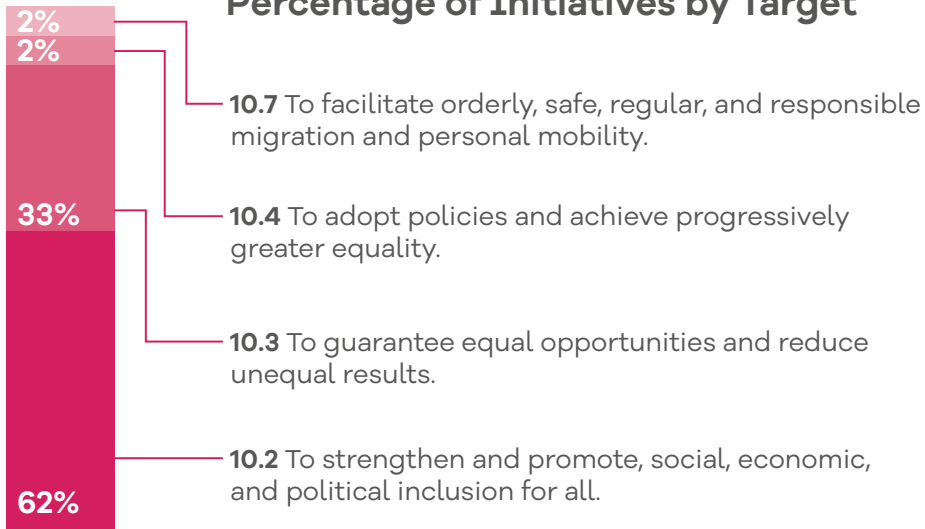 Percentage of Initiatives by Target
2%
2%
33%
62%
10.7 To facilitate orderly, safe, regular, and responsible
migration and personal mobility.
10.4 To adopt policies and achieve progressively
greater equality.
10.3 To guarantee equal opportunities and reduce
unequal results.
10.2 To strengthen and promote, social, economic,
and political inclusion for all.